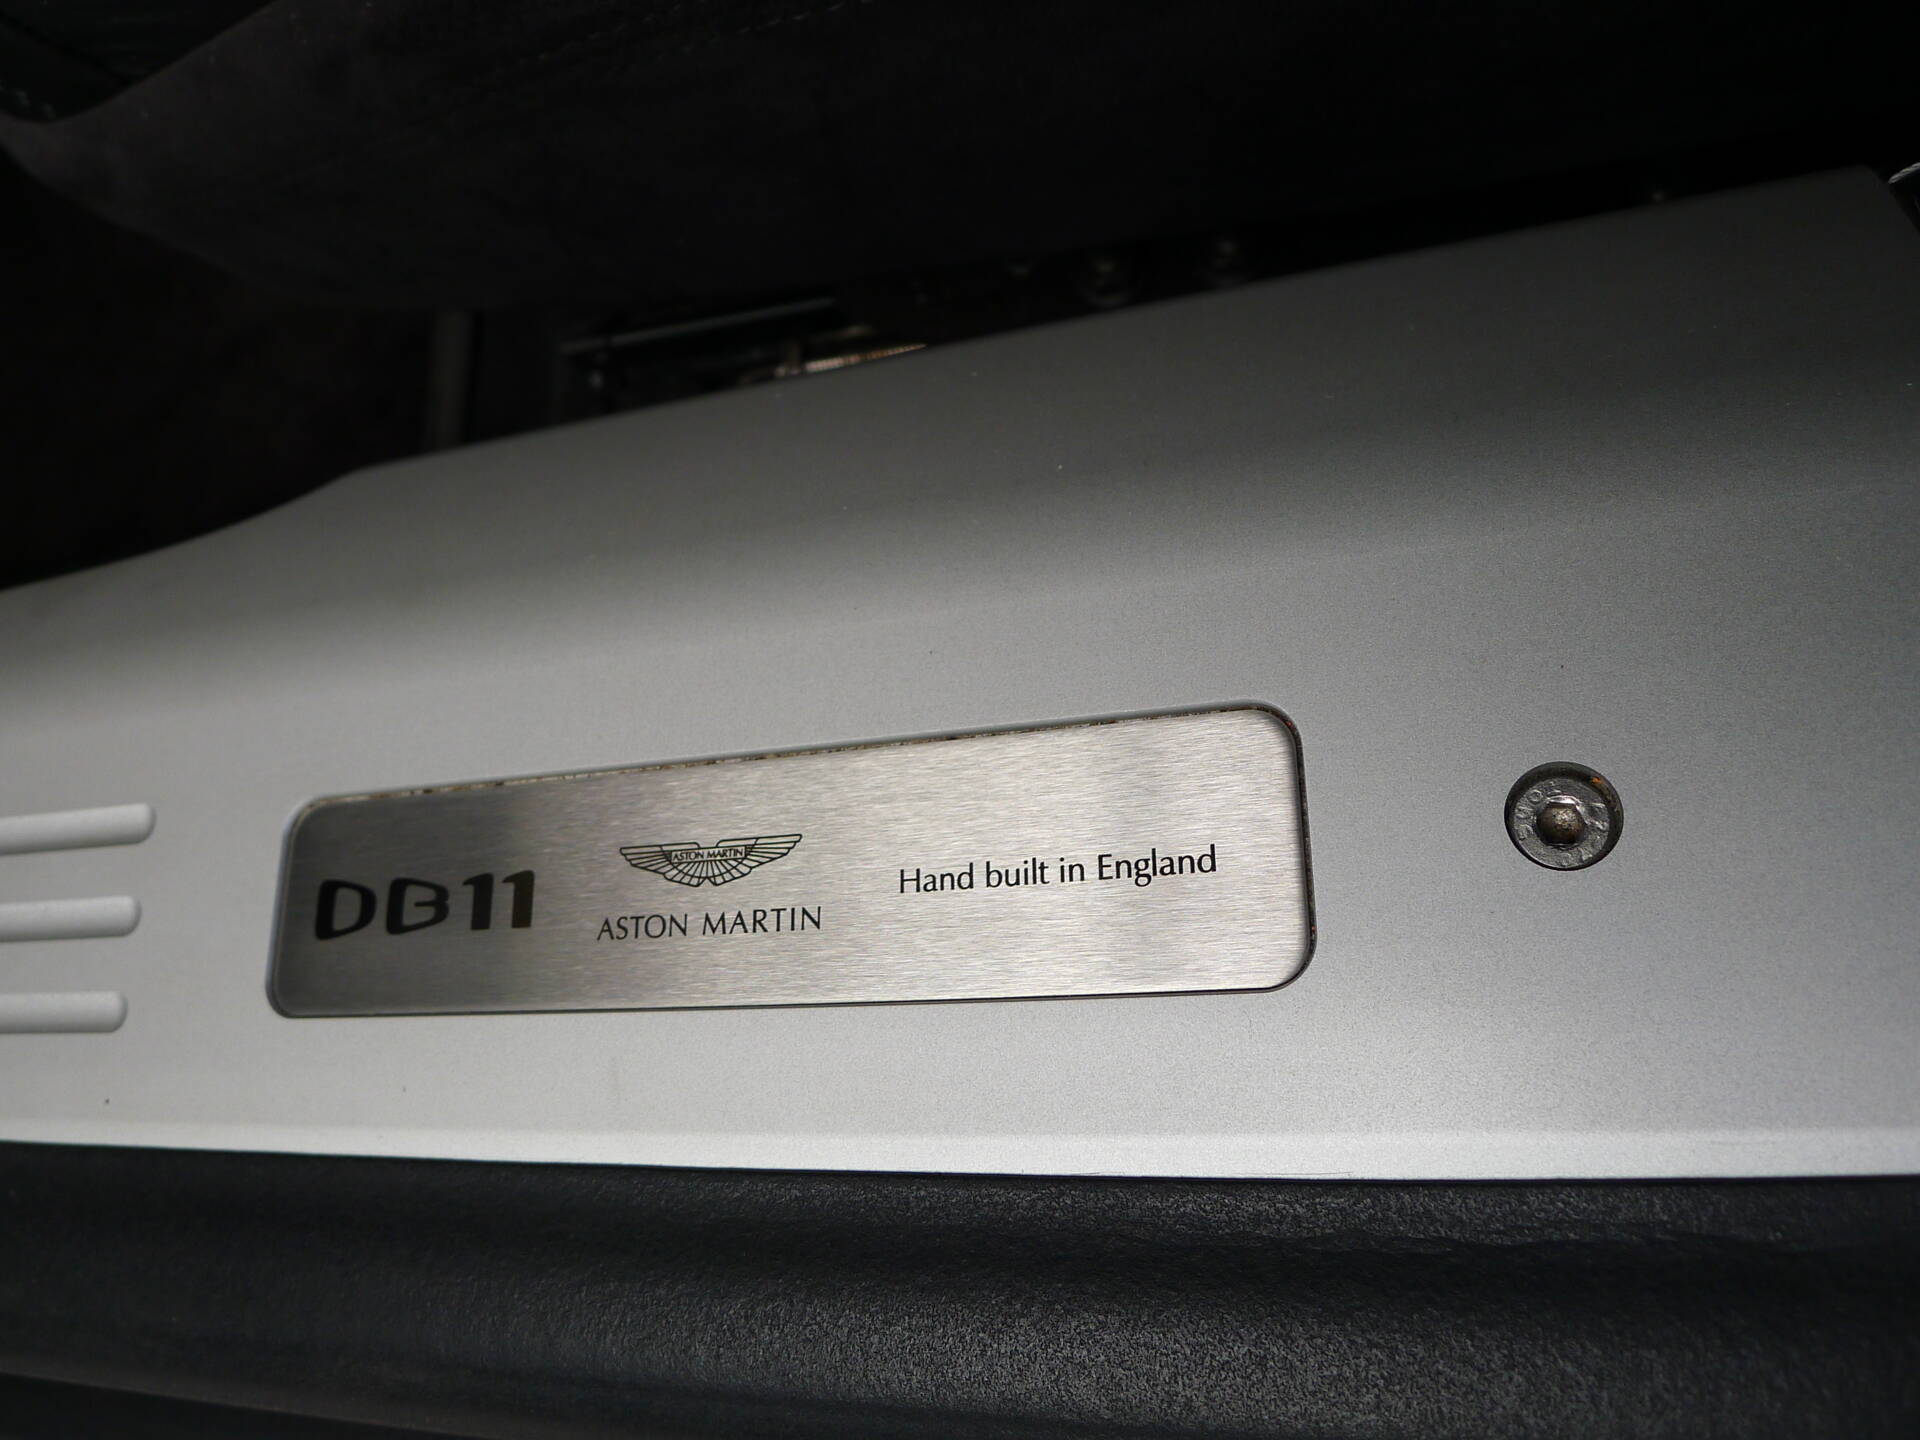 DB11
ASTON MARTIN
ASTON MARTIN
Hand built in England